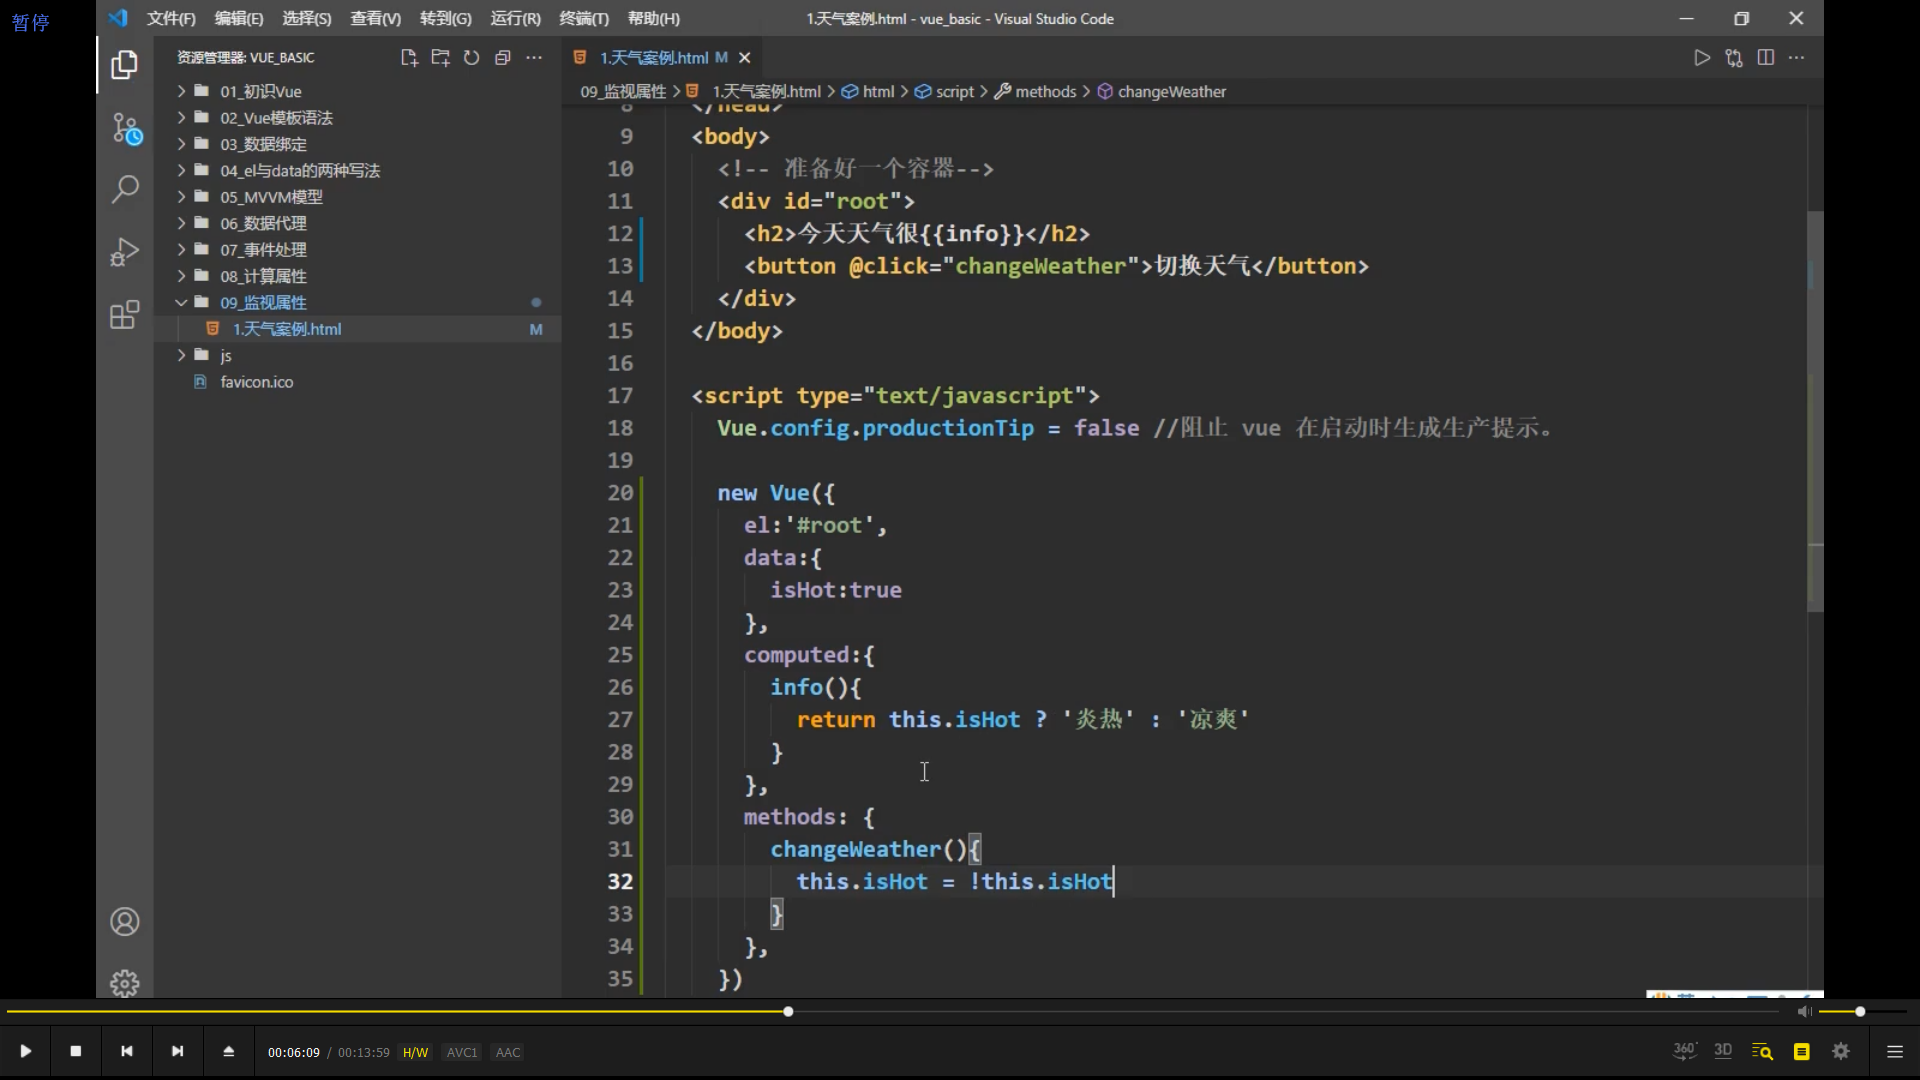 暂停
文件(F) 编辑(E) 选择(S) 查看(V) 转到(G) 运行(R) 终端(T) 帮助(H)
1.天气案例.html - vue_basic - Visual Studio Code
资源管理器: VUE_BASIC
01_初识Vue
02_Vue模板语法
03_数据绑定
04_el与data的两种写法
05_MVVM模型
06_数据代理
07_事件处理
08_计算属性
09_监视属性
1.天气案例.html M
js
favicon.ico
1.天气案例.html M
09_监视属性 > 1.天气案例.html > html > script > methods > changeWeather
8 </head>
9 <body>
10 <!-- 准备好一个容器-->
11 <div id="root">
12 <h2>今天天气很{{info}}</h2>
13 <button @click="changeWeather">切换天气</button>
14 </div>
15 </body>
16
17 <script type="text/javascript">
18 Vue.config.productionTip = false //阻止 vue 在启动时生成生产提示。
19
20 new Vue({
21 el:'#root',
22 data:{
23 isHot:true
24 },
25 computed:{
26 info(){
27 return this.isHot ? '炎热' : '凉爽'
28 }
29 },
30 methods: {
31 changeWeather(){
32 this.isHot = !this.isHot
33 }
34 },
35 })
00:06:09 / 00:13:59 H/W AVC1 AAC
360° 3D